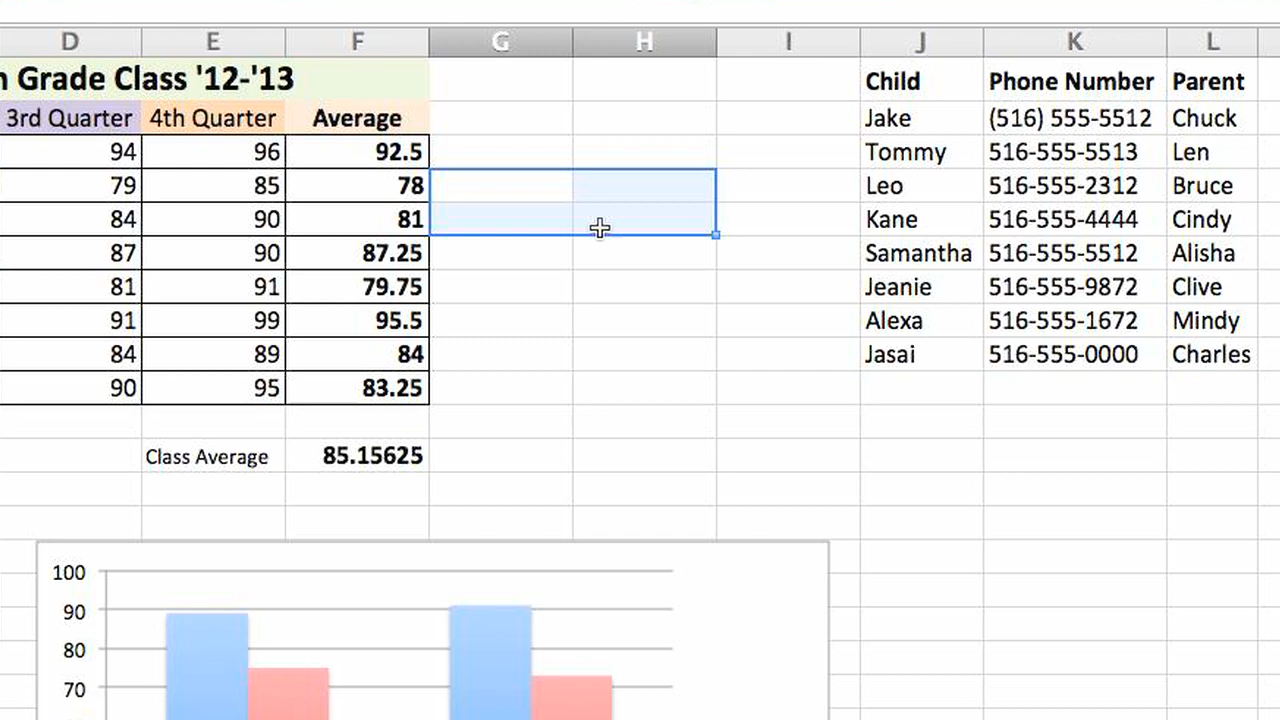 D E F G H I J K L
n Grade Class '12-'13 Child Phone Number Parent
3rd Quarter 4th Quarter Average Jake (516) 555-5512 Chuck
94 96 92.5 Tommy 516-555-5513 Len
79 85 78 Leo 516-555-2312 Bruce
84 90 81 Kane 516-555-4444 Cindy
87 90 87.25 Samantha 516-555-5512 Alisha
81 91 79.75 Jeanie 516-555-9872 Clive
91 99 95.5 Alexa 516-555-1672 Mindy
84 89 84 Jasai 516-555-0000 Charles
90 95 83.25
Class Average 85.15625
100
90
80
70